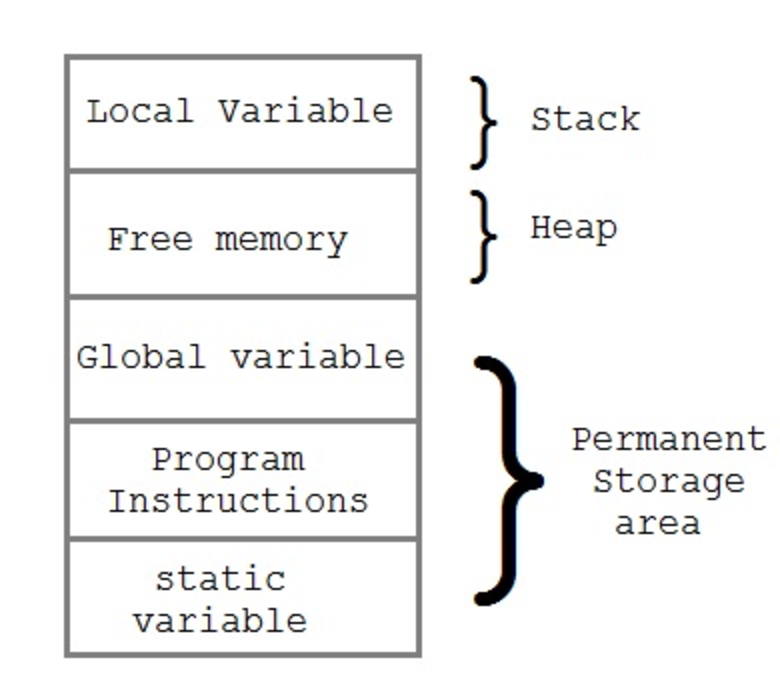 Local Variable
Stack
Free memory
Heap
Global variable
Program
Instructions
Permanent
Storage
area
static
variable